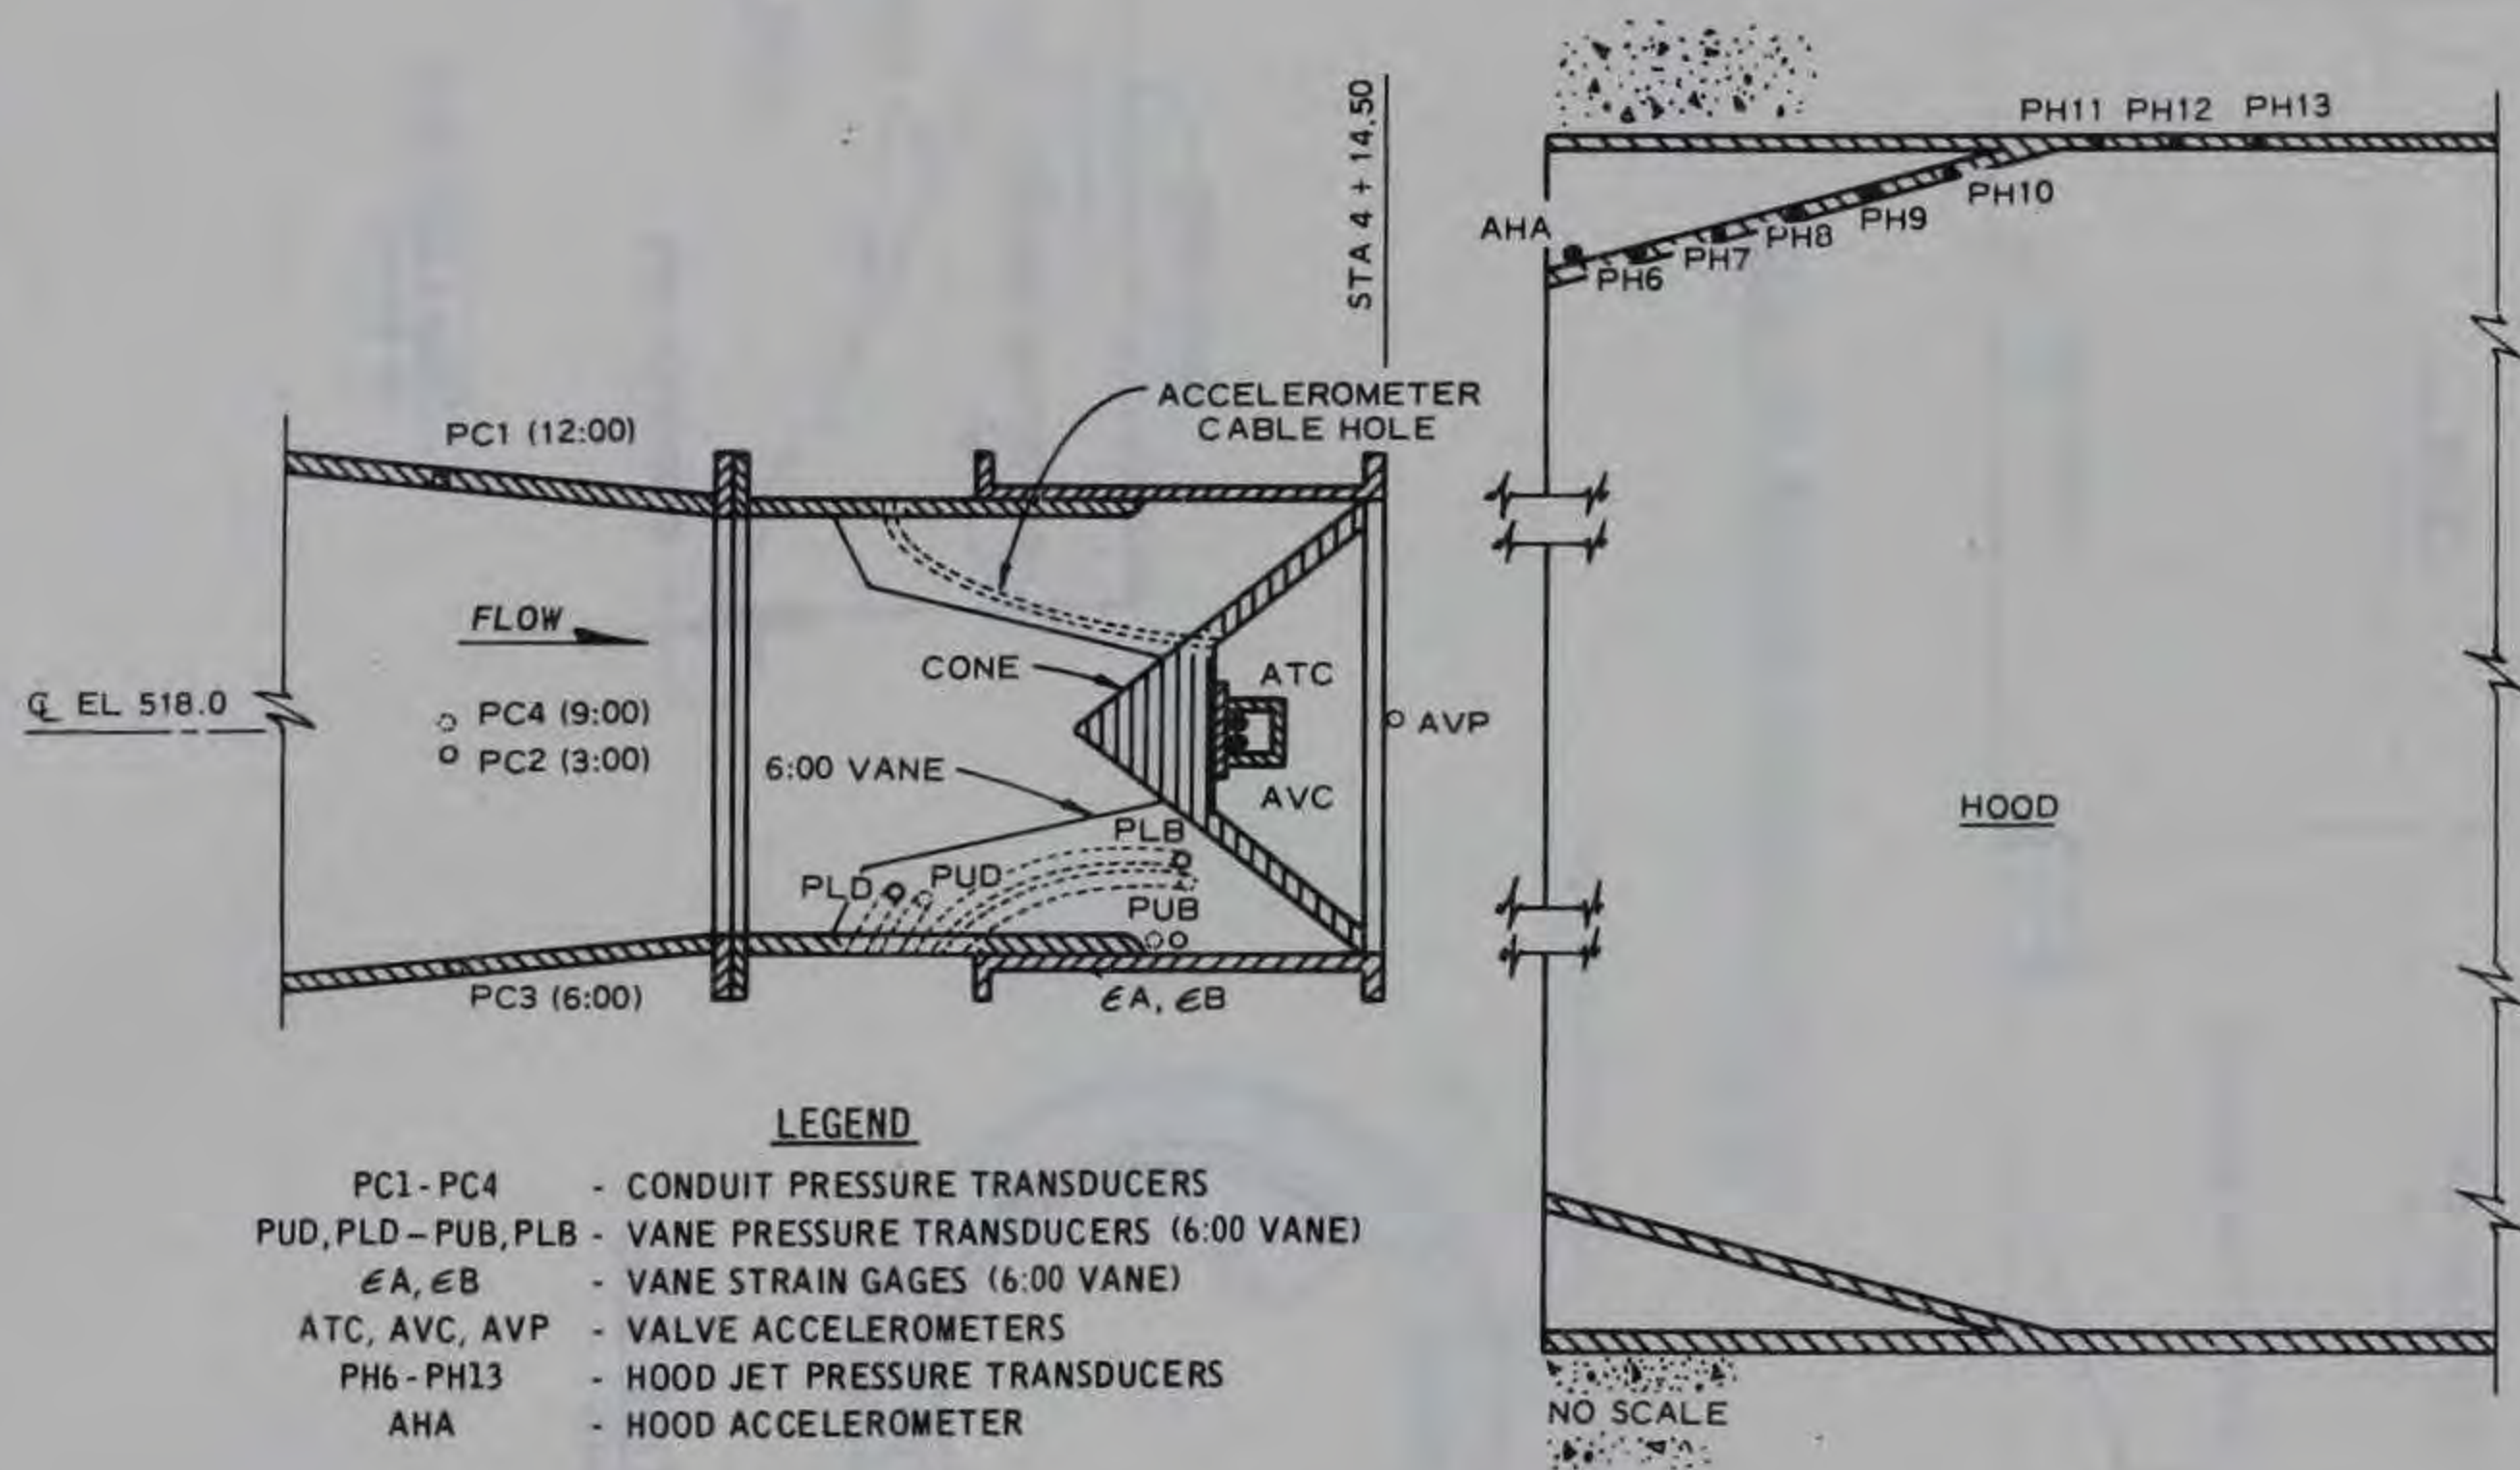 STA 4 + 14.50
PH11 PH12 PH13
PH10
PH9
PH8
PH7
PH6
AHA
ACCELEROMETER
CABLE HOLE
PC1 (12:00)
FLOW
CONE
ATC
℄ EL 518.0
PC4 (9:00)
PC2 (3:00)
AVP
6:00 VANE
AVC
HOOD
PLB
PLD
PUD
PUB
PC3 (6:00)
ϵA, ϵB
LEGEND
PC1-PC4 - CONDUIT PRESSURE TRANSDUCERS
PUD,PLD–PUB,PLB - VANE PRESSURE TRANSDUCERS (6:00 VANE)
ϵA, ϵB - VANE STRAIN GAGES (6:00 VANE)
ATC, AVC, AVP - VALVE ACCELEROMETERS
PH6-PH13 - HOOD JET PRESSURE TRANSDUCERS
AHA - HOOD ACCELEROMETER
NO SCALE